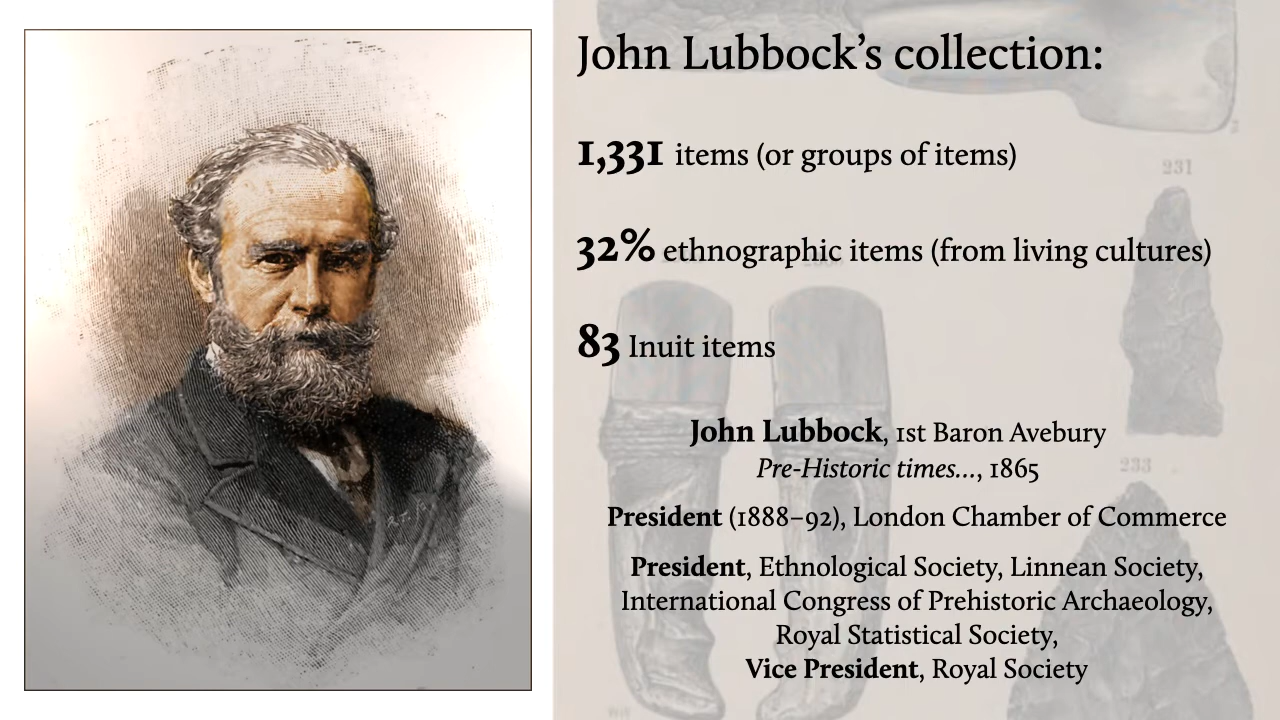 John Lubbock’s collection:
1,331 items (or groups of items)
231
32% ethnographic items (from living cultures)
83 Inuit items
John Lubbock, 1st Baron Avebury
Pre-Historic times..., 1865
233
President (1888–92), London Chamber of Commerce
President, Ethnological Society, Linnean Society,
International Congress of Prehistoric Archaeology,
Royal Statistical Society,
Vice President, Royal Society